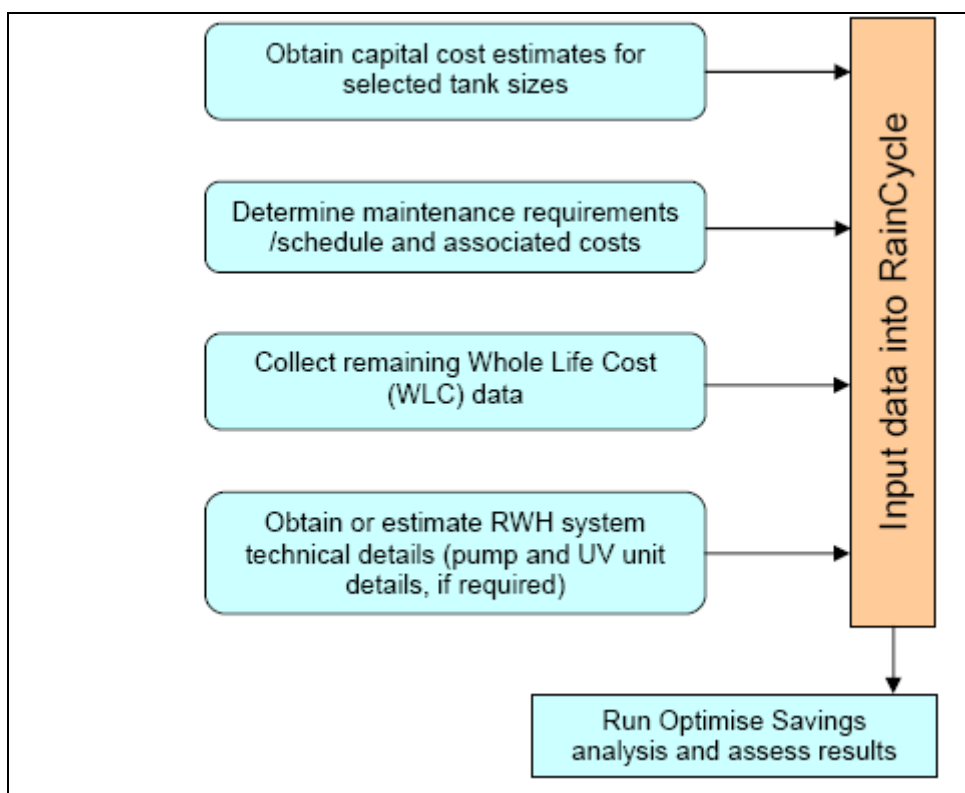 Obtain capital cost estimates for
selected tank sizes
Determine maintenance requirements
/schedule and associated costs
Collect remaining Whole Life Cost
(WLC) data
Obtain or estimate RWH system
technical details (pump and UV unit
details, if required)
Input data into RainCycle
Run Optimise Savings
analysis and assess results